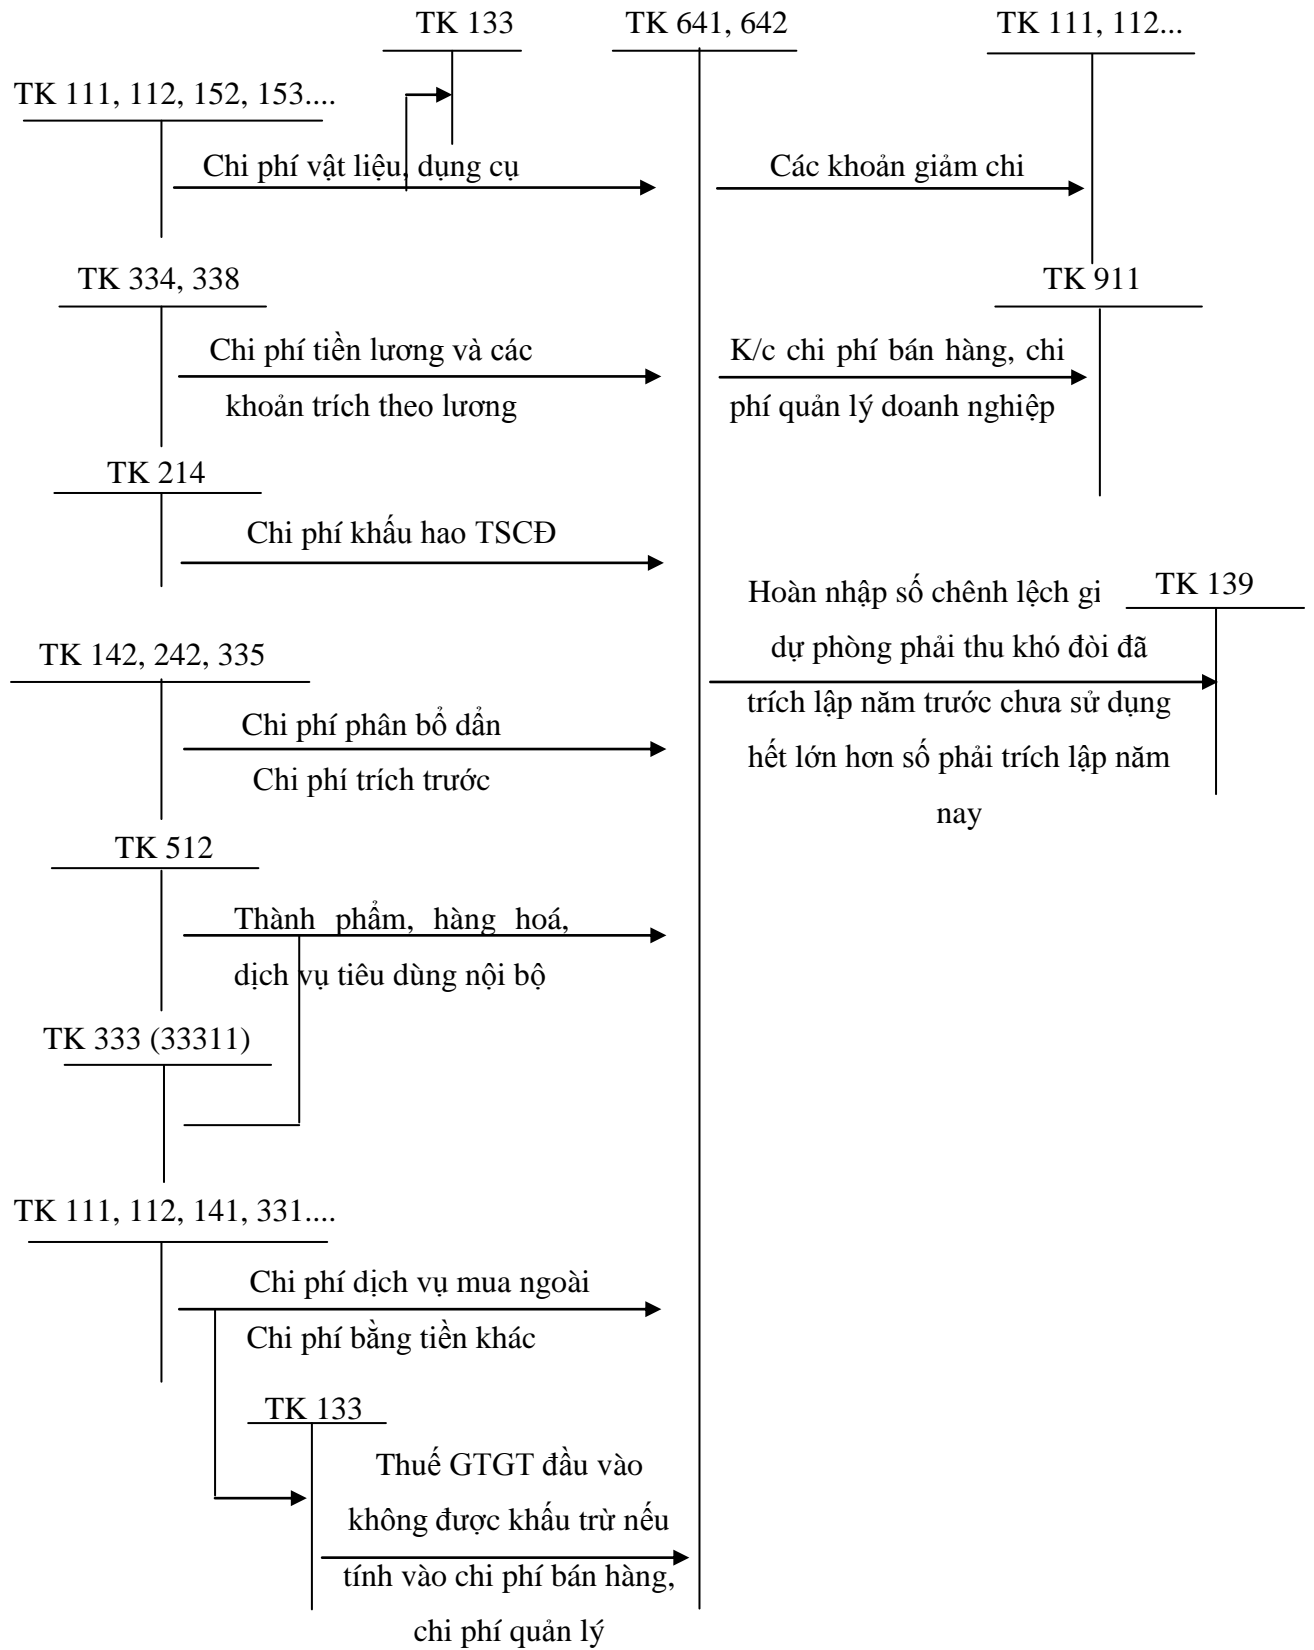 TK 133
TK 641, 642
TK 111, 112...
TK 111, 112, 152, 153....
Chi phí vật liệu, dụng cụ
Các khoản giảm chi
TK 334, 338
TK 911
Chi phí tiền lương và các
khoản trích theo lương
K/c chi phí bán hàng, chi
phí quản lý doanh nghiệp
TK 214
Chi phí khấu hao TSCĐ
Hoàn nhập số chênh lệch gi
dự phòng phải thu khó đòi đã
trích lập năm trước chưa sử dụng
hết lớn hơn số phải trích lập năm
nay
TK 139
TK 142, 242, 335
Chi phí phân bổ dẩn
Chi phí trích trước
TK 512
Thành phẩm, hàng hoá,
dịch vụ tiêu dùng nội bộ
TK 333 (33311)
TK 111, 112, 141, 331....
Chi phí dịch vụ mua ngoài
Chi phí bằng tiền khác
TK 133
Thuế GTGT đầu vào
không được khấu trừ nếu
tính vào chi phí bán hàng,
chi phí quản lý